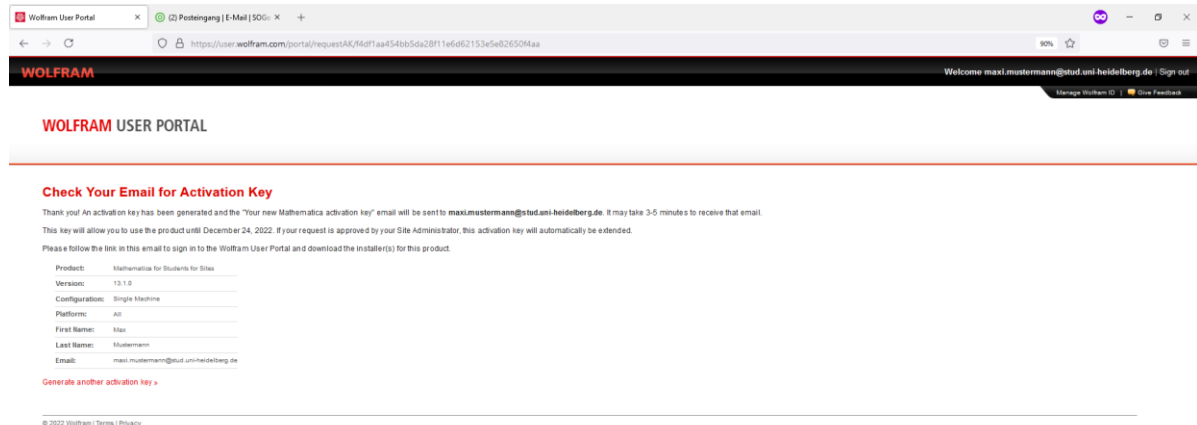 Wolfram User Portal
(2) Posteingang | E-Mail | SOGo
https://user.wolfram.com/portal/requestAK/f4df1aa454bb5da28f11e6d62153e5e82650f4aa
90%
WOLFRAM
Welcome maxi.mustermann@stud.uni-heidelberg.de | Sign out
Manage Wolfram ID | Give Feedback
WOLFRAM USER PORTAL
Check Your Email for Activation Key
Thank you! An activation key has been generated and the "Your new Mathematica activation key" email will be sent to maxi.mustermann@stud.uni-heidelberg.de. It may take 3-5 minutes to receive that email.
This key will allow you to use the product until December 24, 2022. If your request is approved by your Site Administrator, this activation key will automatically be extended.
Please follow the link in this email to sign in to the Wolfram User Portal and download the installer(s) for this product.
Product: Mathematica for Students for Sites
Version: 13.1.0
Configuration: Single Machine
Platform: All
First Name: Max
Last Name: Mustermann
Email: maxi.mustermann@stud.uni-heidelberg.de
Generate another activation key »
© 2022 Wolfram | Terms | Privacy